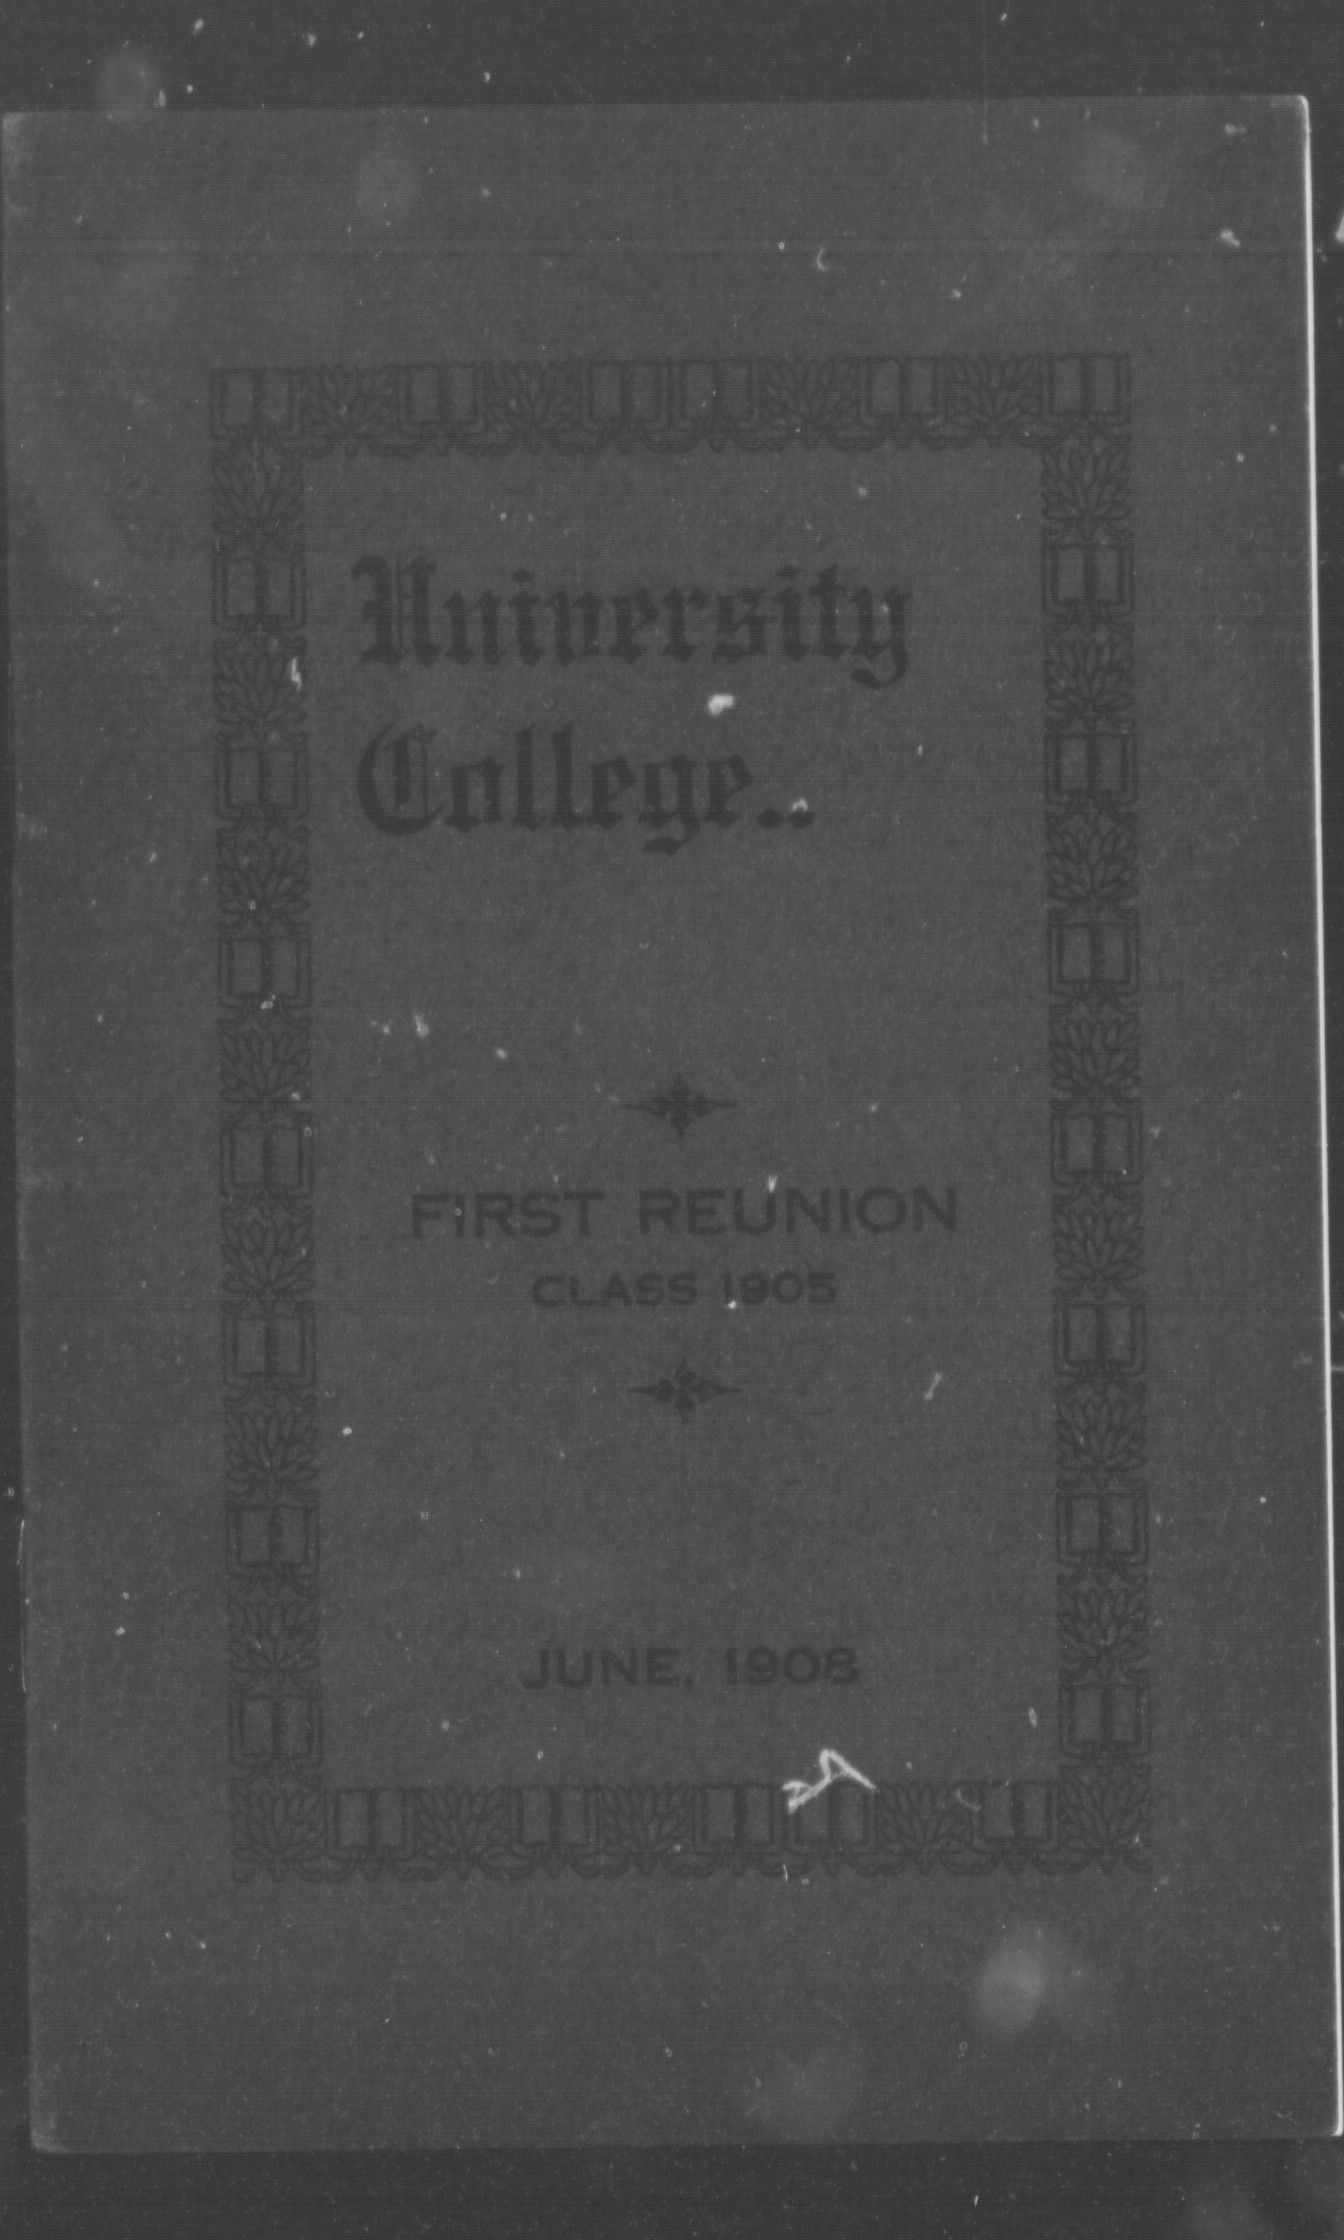 University
College..
FIRST REUNION
CLASS 1905
JUNE, 1908